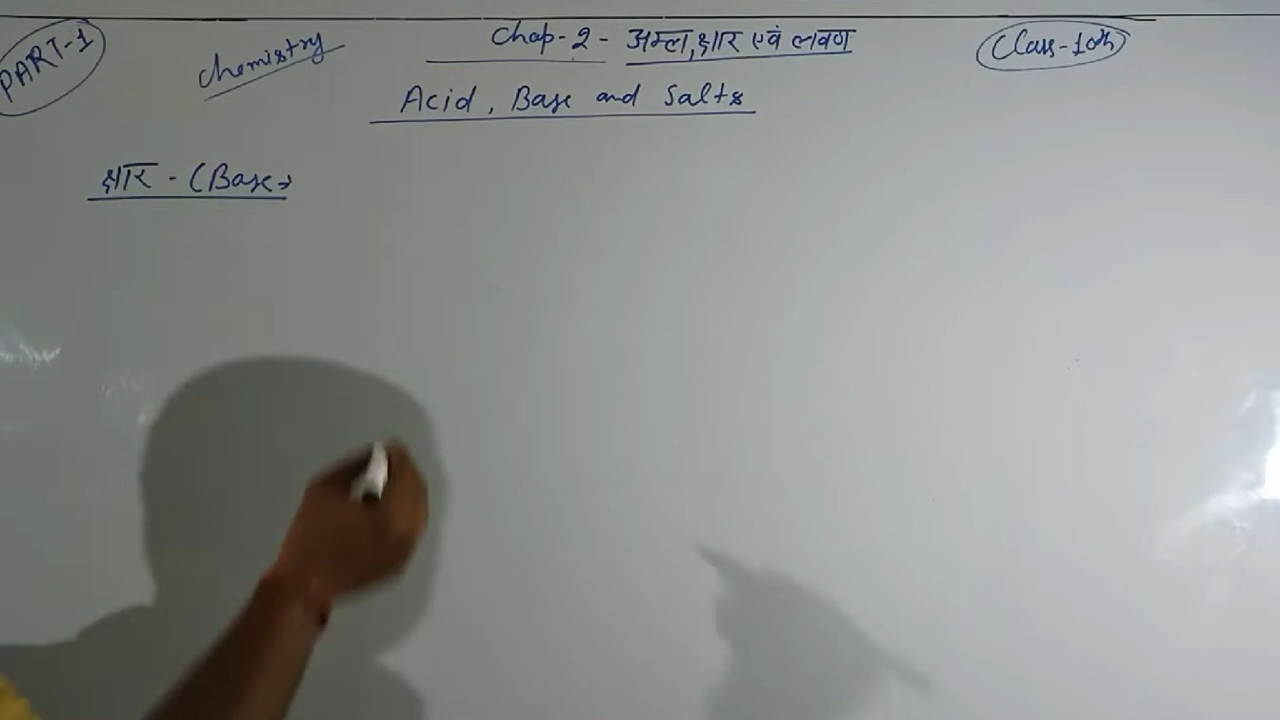 PART-1
Chemistry
Chap-2- अम्ल,क्षार एवं लवण
Class-10th
Acid, Base and Salts
क्षार - (Base)